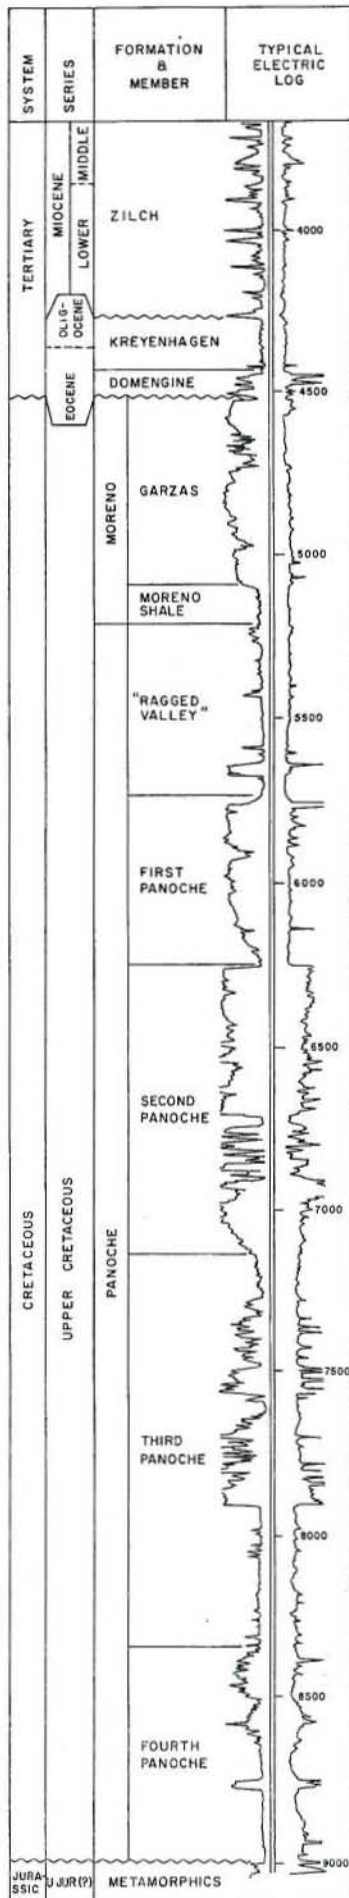 SYSTEM
SERIES
FORMATION
&
MEMBER
TYPICAL
ELECTRIC
LOG
TERTIARY
MIOCENE
MIDDLE
LOWER
ZILCH
4000
OLIG-
OCENE
KREYENHAGEN
EOCENE
DOMENGINE
4500
CRETACEOUS
UPPER CRETACEOUS
MORENO
GARZAS
5000
MORENO
SHALE
PANOCHE
"RAGGED
VALLEY"
5500
FIRST
PANOCHE
6000
6500
SECOND
PANOCHE
7000
7500
THIRD
PANOCHE
8000
8500
FOURTH
PANOCHE
9000
JURA-
SSIC
U JUR(?)
METAMORPHICS